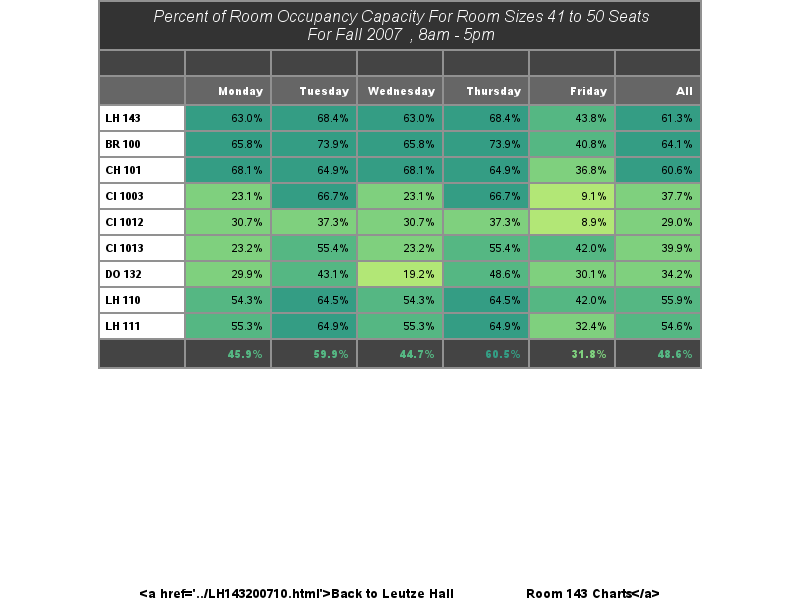 Percent of Room Occupancy Capacity For Room Sizes 41 to 50 Seats
For Fall 2007 , 8am - 5pm
Monday Tuesday Wednesday Thursday Friday All
LH 143 63.0% 68.4% 63.0% 68.4% 43.8% 61.3%
BR 100 65.8% 73.9% 65.8% 73.9% 40.8% 64.1%
CH 101 68.1% 64.9% 68.1% 64.9% 36.8% 60.6%
CI 1003 23.1% 66.7% 23.1% 66.7% 9.1% 37.7%
CI 1012 30.7% 37.3% 30.7% 37.3% 8.9% 29.0%
CI 1013 23.2% 55.4% 23.2% 55.4% 42.0% 39.9%
DO 132 29.9% 43.1% 19.2% 48.6% 30.1% 34.2%
LH 110 54.3% 64.5% 54.3% 64.5% 42.0% 55.9%
LH 111 55.3% 64.9% 55.3% 64.9% 32.4% 54.6%
45.9% 59.9% 44.7% 60.5% 31.8% 48.6%
<a href='../LH143200710.html'>Back to Leutze Hall Room 143 Charts</a>